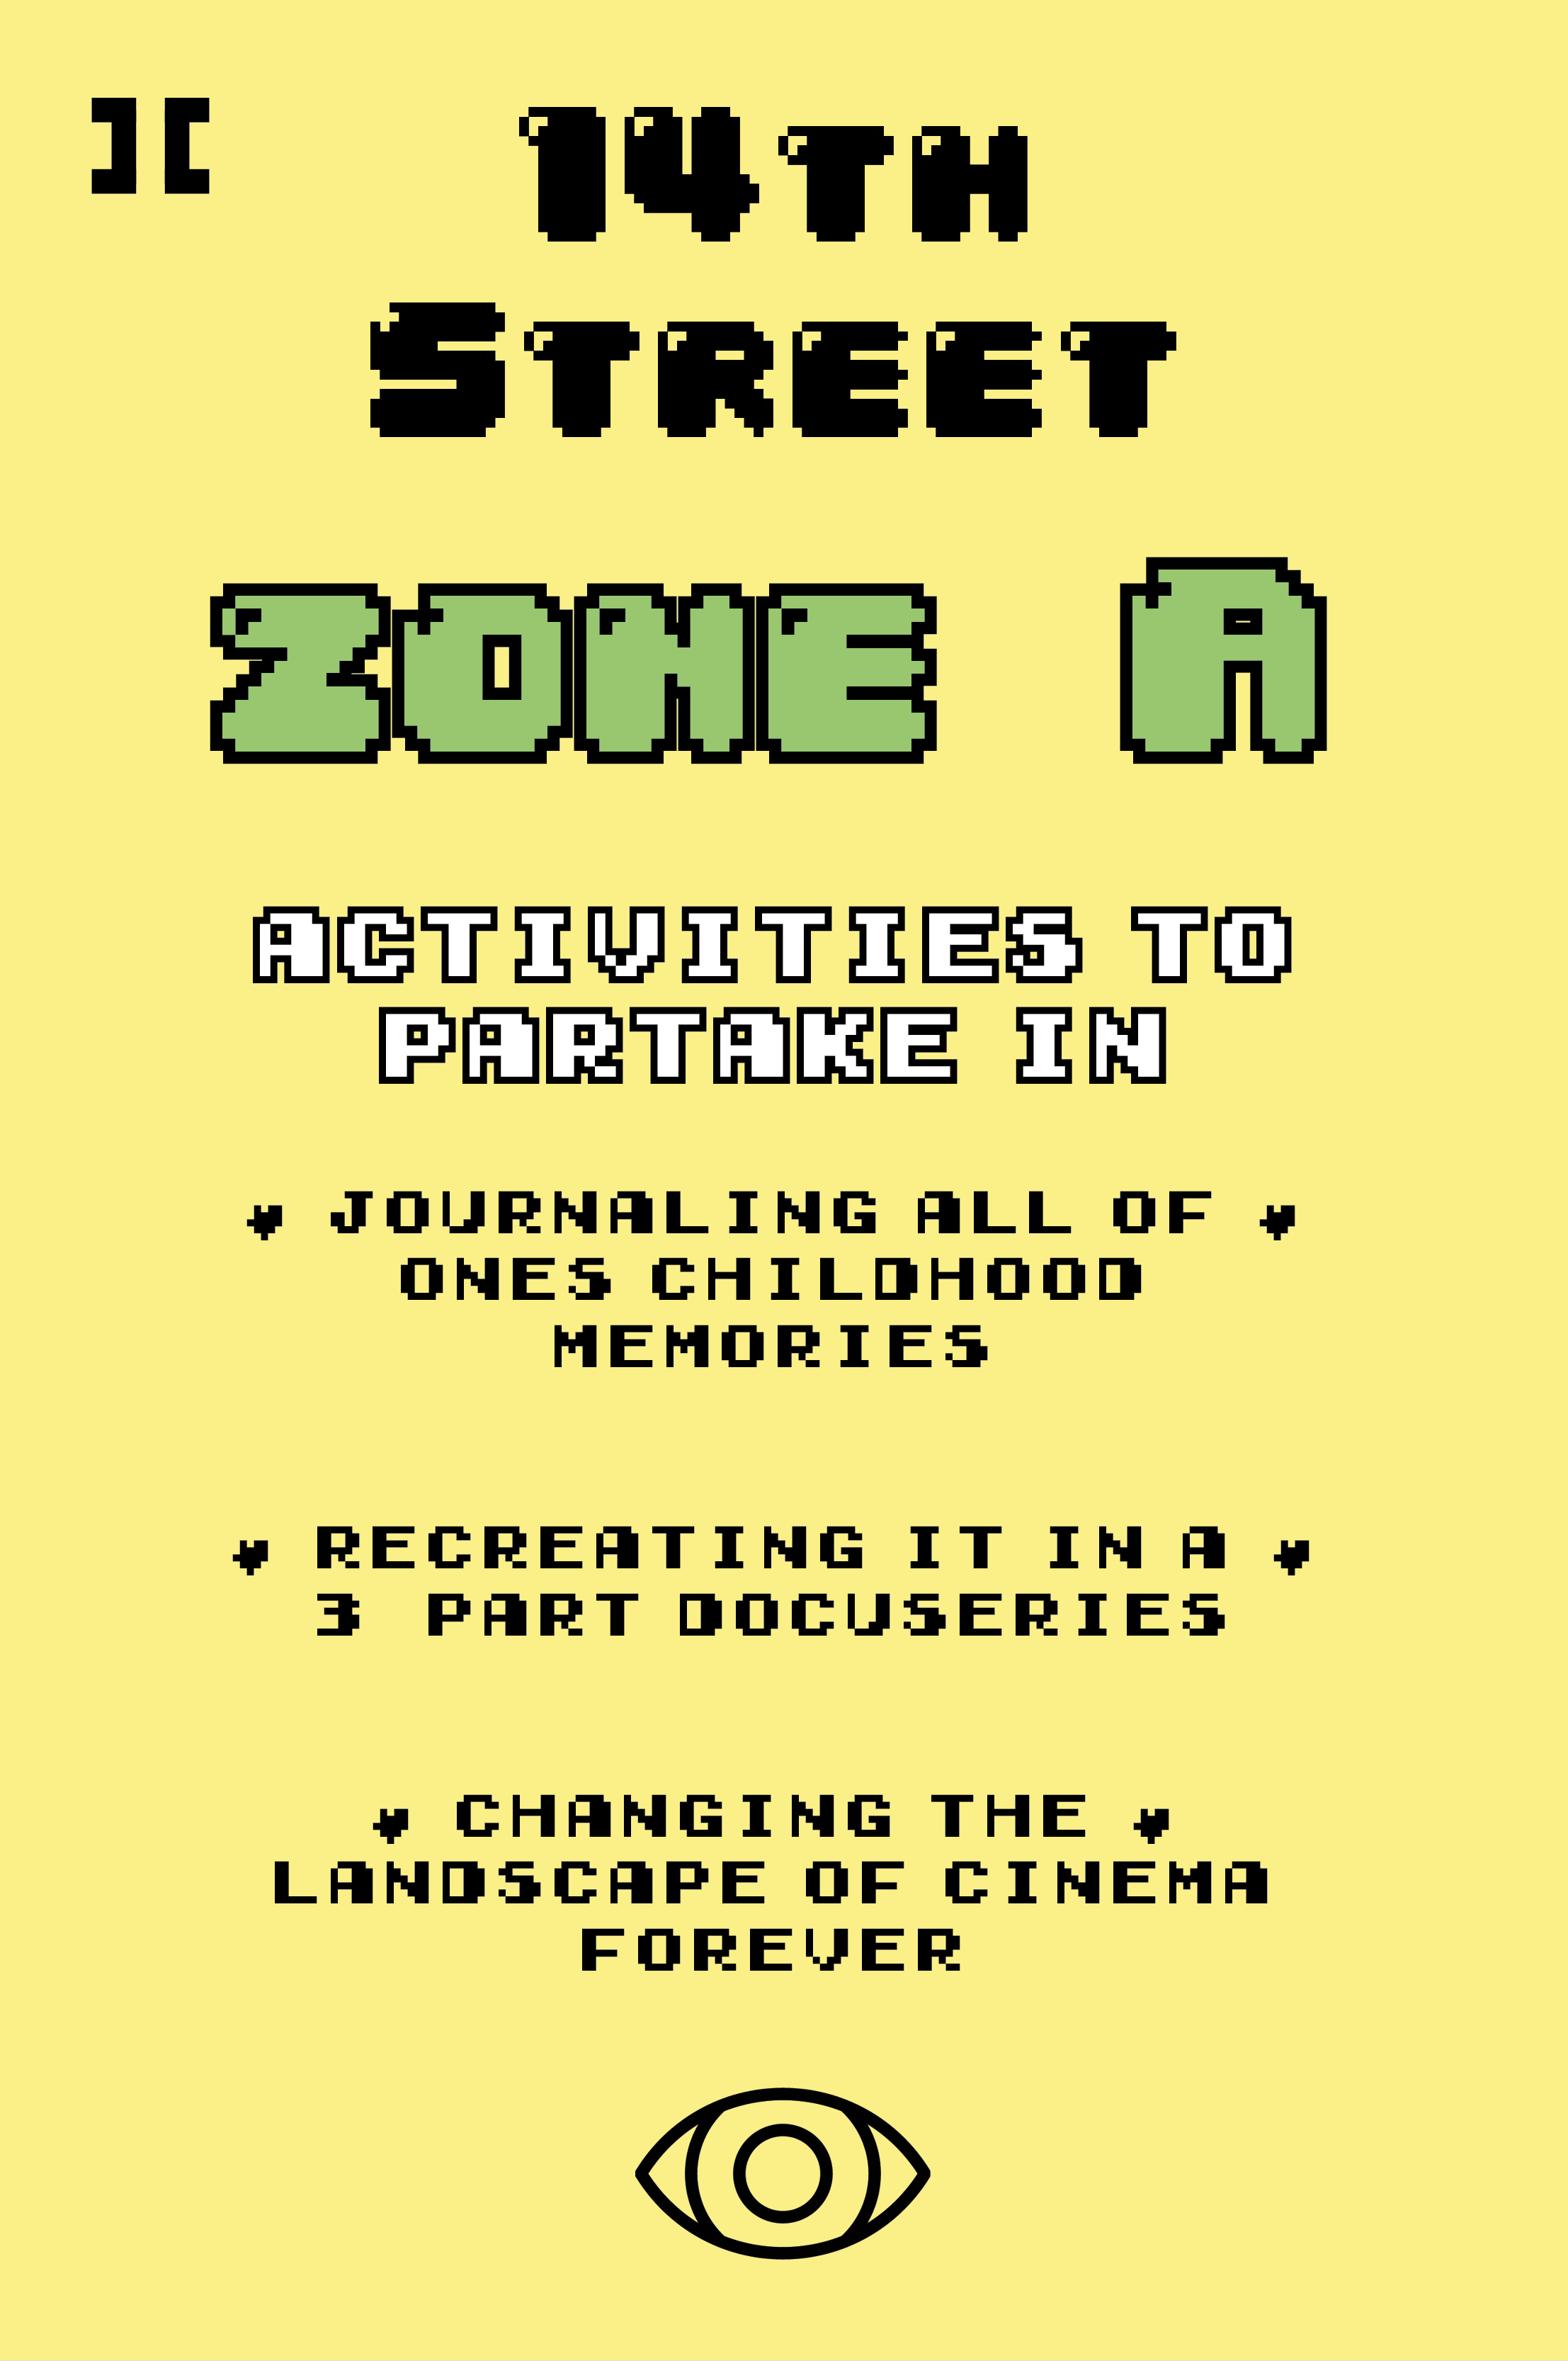 ][
14th
Street
ZONE A
ACTIVITIES TO
PARTAKE IN
♥ JOURNALING ALL OF ♥
ONES CHILDHOOD
MEMORIES
♥ RECREATING IT IN A ♥
3 PART DOCUSERIES
♥ CHANGING THE ♥
LANDSCAPE OF CINEMA
FOREVER